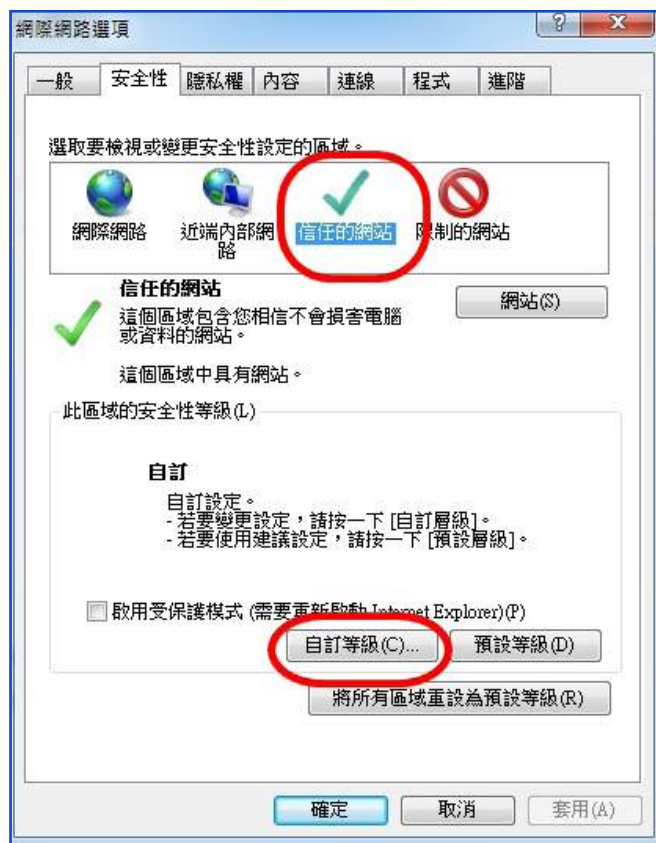 網際網路選項
一般 安全性 隱私權 內容 連線 程式 進階
選取要檢視或變更安全性設定的區域。
網際網路 近端內部網路 信任的網站 限制的網站
信任的網站
網站(S)
這個區域包含您相信不會損害電腦
或資料的網站。
這個區域中具有網站。
此區域的安全性等級(L)
自訂
自訂設定。
- 若要變更設定，請按一下 [自訂層級]。
- 若要使用建議設定，請按一下 [預設層級]。
啟用受保護模式 (需要重新啟動 Internet Explorer)(P)
自訂等級(C)... 預設等級(D)
將所有區域重設為預設等級(R)
確定 取消 套用(A)